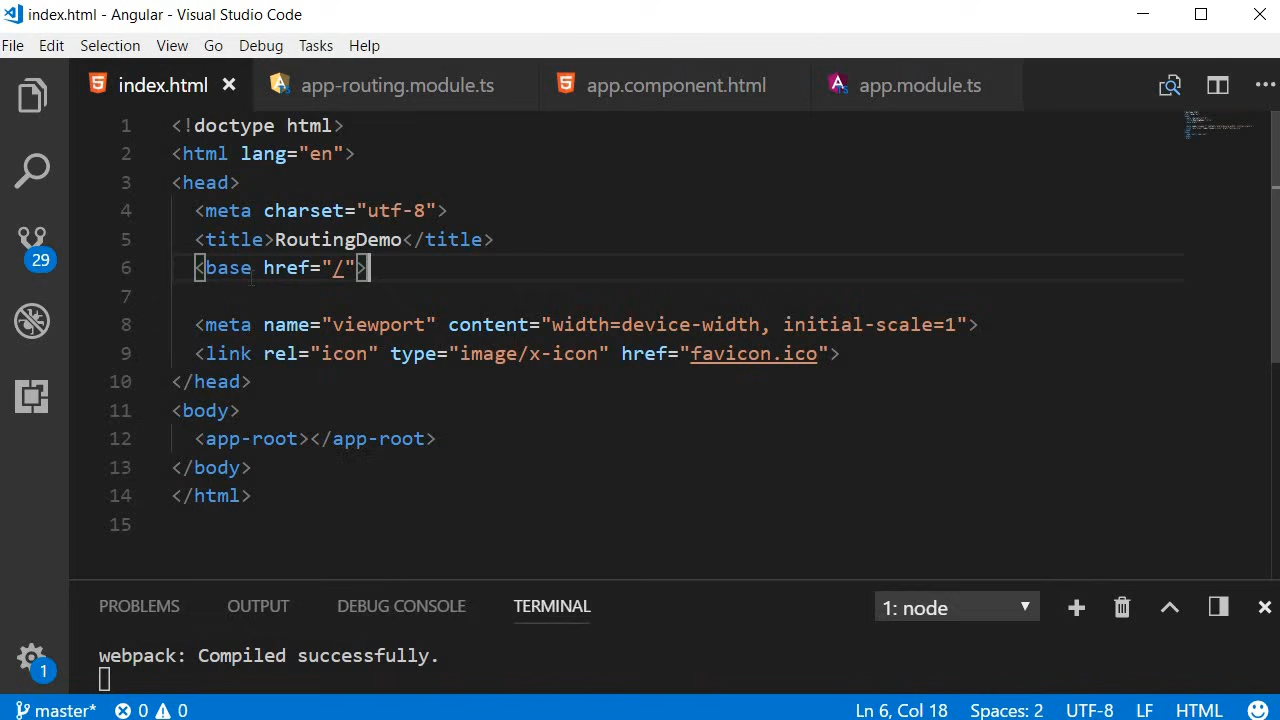 index.html - Angular - Visual Studio Code
File Edit Selection View Go Debug Tasks Help
index.html app-routing.module.ts app.component.html app.module.ts
1 <!doctype html>
2 <html lang="en">
3 <head>
4 <meta charset="utf-8">
5 <title>RoutingDemo</title>
6 <base href="/">
7
8 <meta name="viewport" content="width=device-width, initial-scale=1">
9 <link rel="icon" type="image/x-icon" href="favicon.ico">
10 </head>
11 <body>
12 <app-root></app-root>
13 </body>
14 </html>
15
29
PROBLEMS OUTPUT DEBUG CONSOLE TERMINAL 1: node
webpack: Compiled successfully.
1
master* 0 0 Ln 6, Col 18 Spaces: 2 UTF-8 LF HTML